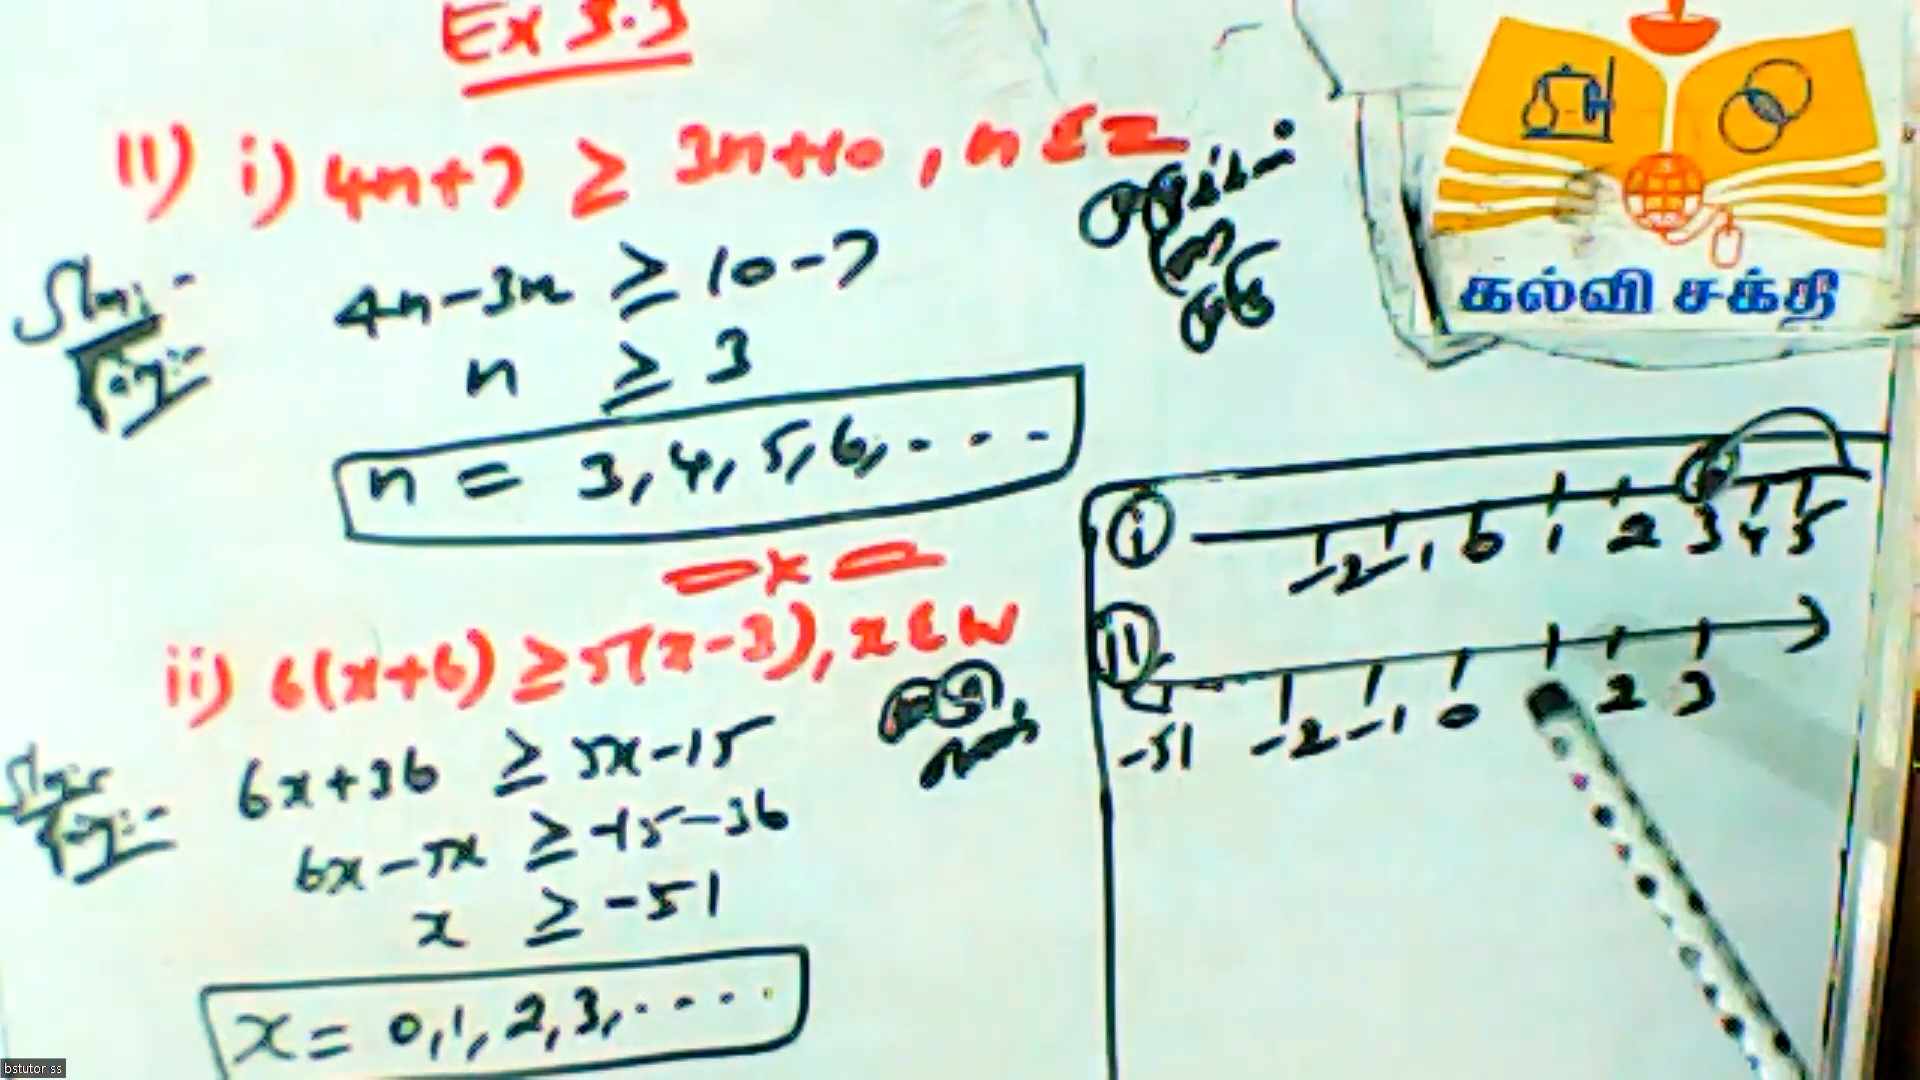 Ex 3.3
11) i) 4n+7 ≥ 3n+10, n ∈ Z
4n-3n ≥ 10-7
n ≥ 3
n = 3, 4, 5, 6, ....
ii) 6(x+6) ≥ 5(x-3), x ∈ W
6x+36 ≥ 5x-15
6x-5x ≥ -15-36
x ≥ -51
x = 0, 1, 2, 3, ....
கல்வி சக்தி
i
-2 -1 0 1 2 3 4 5
ii
-51 -2 -1 0 2 3
bstutor ss